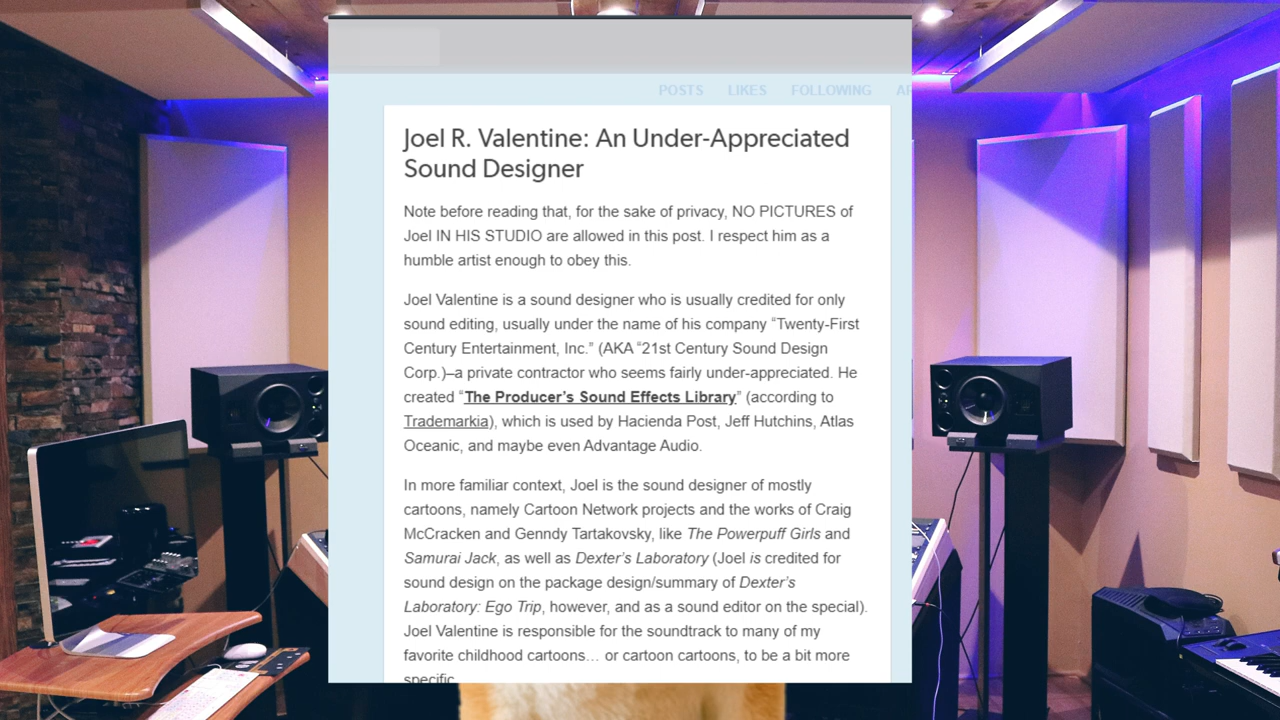 POSTS LIKES FOLLOWING
Joel R. Valentine: An Under-Appreciated
Sound Designer
Note before reading that, for the sake of privacy, NO PICTURES of
Joel IN HIS STUDIO are allowed in this post. I respect him as a
humble artist enough to obey this.
Joel Valentine is a sound designer who is usually credited for only
sound editing, usually under the name of his company “Twenty-First
Century Entertainment, Inc.” (AKA “21st Century Sound Design
Corp.)–a private contractor who seems fairly under-appreciated. He
created “The Producer’s Sound Effects Library” (according to
Trademarkia), which is used by Hacienda Post, Jeff Hutchins, Atlas
Oceanic, and maybe even Advantage Audio.
In more familiar context, Joel is the sound designer of mostly
cartoons, namely Cartoon Network projects and the works of Craig
McCracken and Genndy Tartakovsky, like The Powerpuff Girls and
Samurai Jack, as well as Dexter’s Laboratory (Joel is credited for
sound design on the package design/summary of Dexter’s
Laboratory: Ego Trip, however, and as a sound editor on the special).
Joel Valentine is responsible for the soundtrack to many of my
favorite childhood cartoons… or cartoon cartoons, to be a bit more
specific.